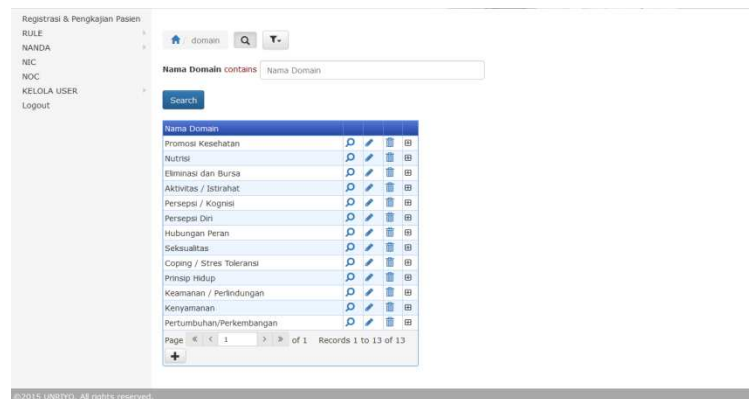 Registrasi & Pengkajian Pasien
RULE
NANDA
NIC
NOC
KELOLA USER
Logout
/ domain
Nama Domain contains Nama Domain
Search
Nama Domain
Promosi Kesehatan
Nutrisi
Eliminasi dan Bursa
Aktivitas / Istirahat
Persepsi / Kognisi
Persepsi Diri
Hubungan Peran
Seksualitas
Coping / Stres Toleransi
Prinsip Hidup
Keamanan / Perlindungan
Kenyamanan
Pertumbuhan/Perkembangan
Page 1 of 1 Records 1 to 13 of 13
©2015 UNRIYO. All rights reserved.